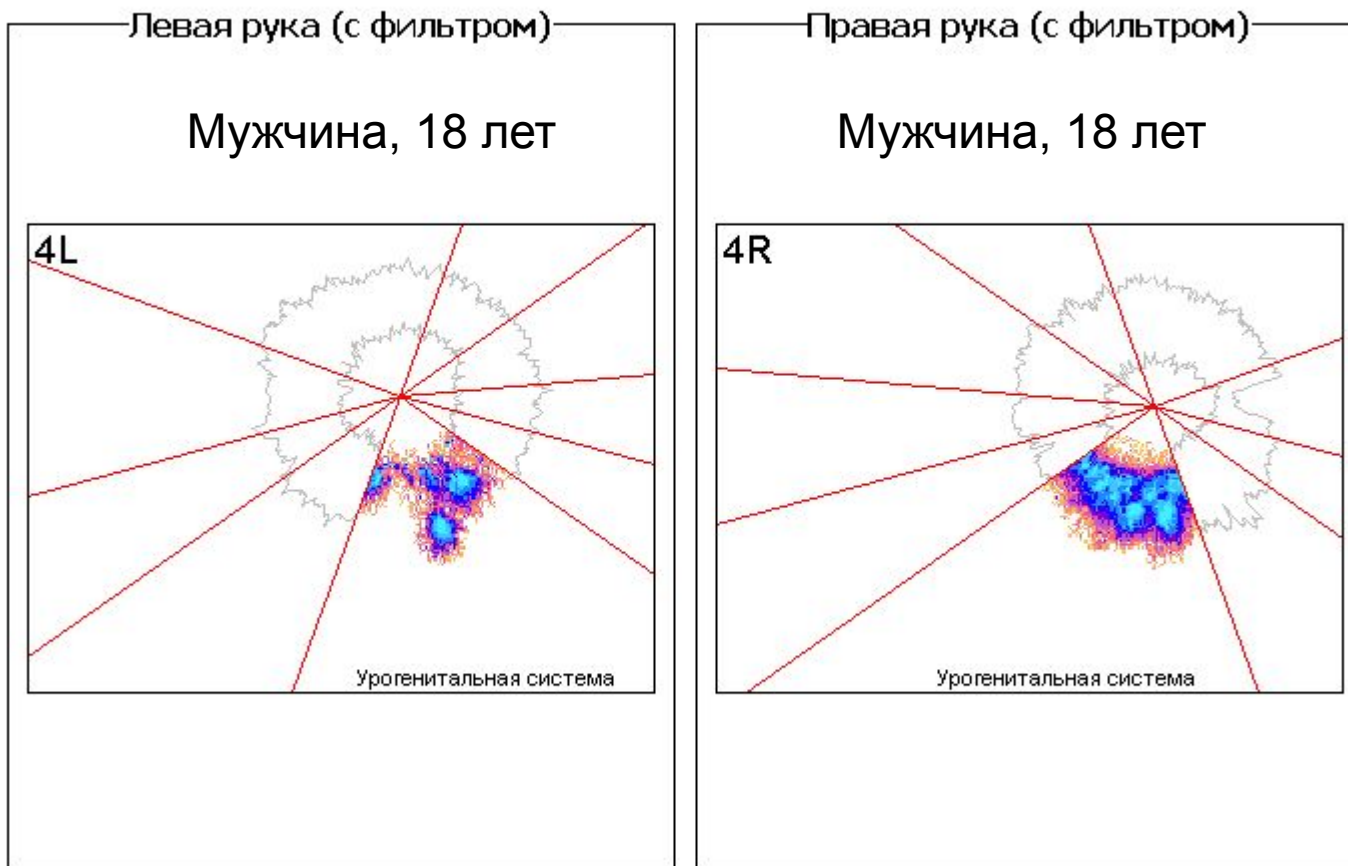 Левая рука (с фильтром)
Мужчина, 18 лет
4L
Урогенитальная система
Правая рука (с фильтром)
Мужчина, 18 лет
4R
Урогенитальная система